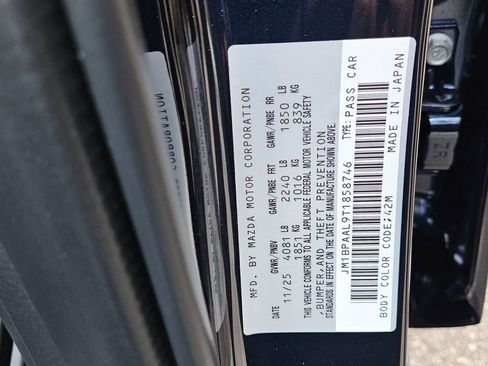 MFD. BY MAZDA MOTOR CORPORATION
DATE GVWR/PNBV GAWR/PNBE FRT GAWR/PNBE RR
11/25 4081 LB 2240 LB 1850 LB
1851 KG 1016 KG 839 KG
THIS VEHICLE CONFORMS TO ALL APPLICABLE FEDERAL MOTOR VEHICLE SAFETY
,BUMPER,AND THEFT PREVENTION
STANDARDS IN EFFECT ON THE DATE OF MANUFACTURE SHOWN ABOVE.
JM1BPAAL9T1858746 TYPE:PASS CAR
BODY COLOR CODE;42M MADE IN JAPAN
ZR